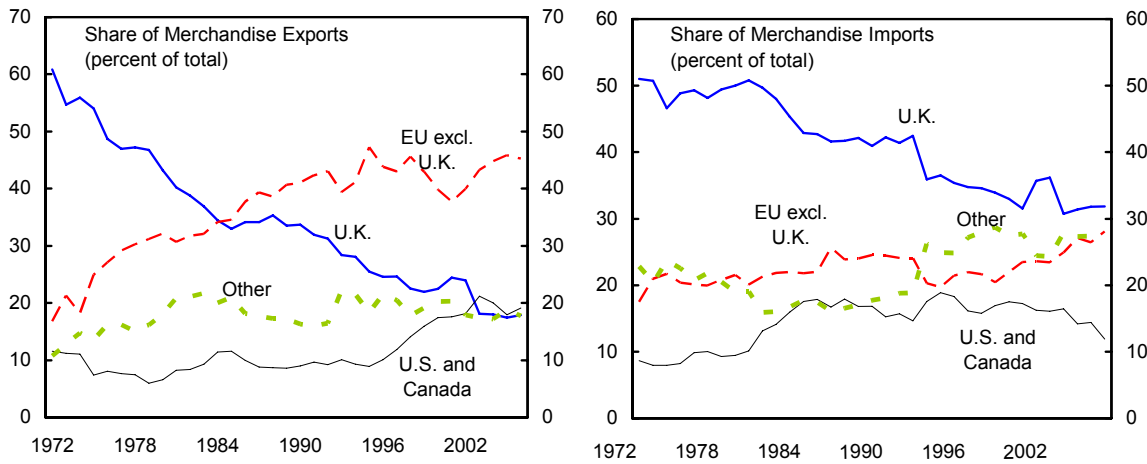 Share of Merchandise Exports
(percent of total)
70
60
50
40
30
20
10
0
70
60
50
40
30
20
10
0
EU excl.
U.K.
U.K.
Other
U.S. and
Canada
1972
1978
1984
1990
1996
2002
Share of Merchandise Imports
(percent of total)
60
50
40
30
20
10
0
60
50
40
30
20
10
0
U.K.
EU excl.
U.K.
Other
U.S. and
Canada
1972
1978
1984
1990
1996
2002